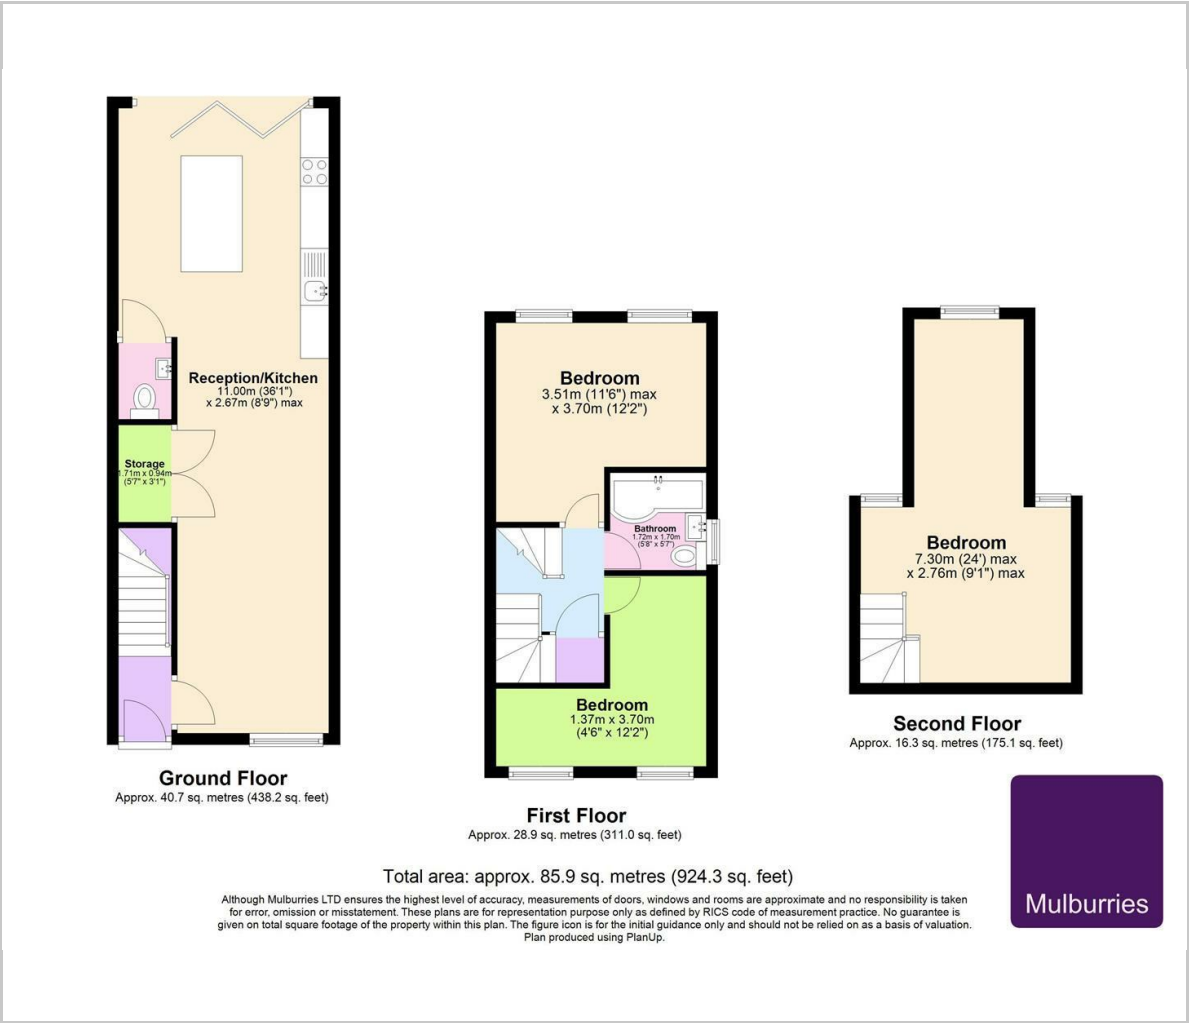 Reception/Kitchen
11.00m (36'1")
x 2.67m (8'9") max
Storage
1.71m x 0.94m
(5'7" x 3'1")
Ground Floor
Approx. 40.7 sq. metres (438.2 sq. feet)
Bedroom
3.51m (11'6") max
x 3.70m (12'2")
Bathroom
1.72m x 1.70m
(5'8" x 5'7")
Bedroom
1.37m x 3.70m
(4'6" x 12'2")
First Floor
Approx. 28.9 sq. metres (311.0 sq. feet)
Bedroom
7.30m (24') max
x 2.76m (9'1") max
Second Floor
Approx. 16.3 sq. metres (175.1 sq. feet)
Total area: approx. 85.9 sq. metres (924.3 sq. feet)
Although Mulburries LTD ensures the highest level of accuracy, measurements of doors, windows and rooms are approximate and no responsibility is taken
for error, omission or misstatement. These plans are for representation purpose only as defined by RICS code of measurement practice. No guarantee is
given on total square footage of the property within this plan. The figure icon is for the initial guidance only and should not be relied on as a basis of valuation.
Plan produced using PlanUp.
Mulburries